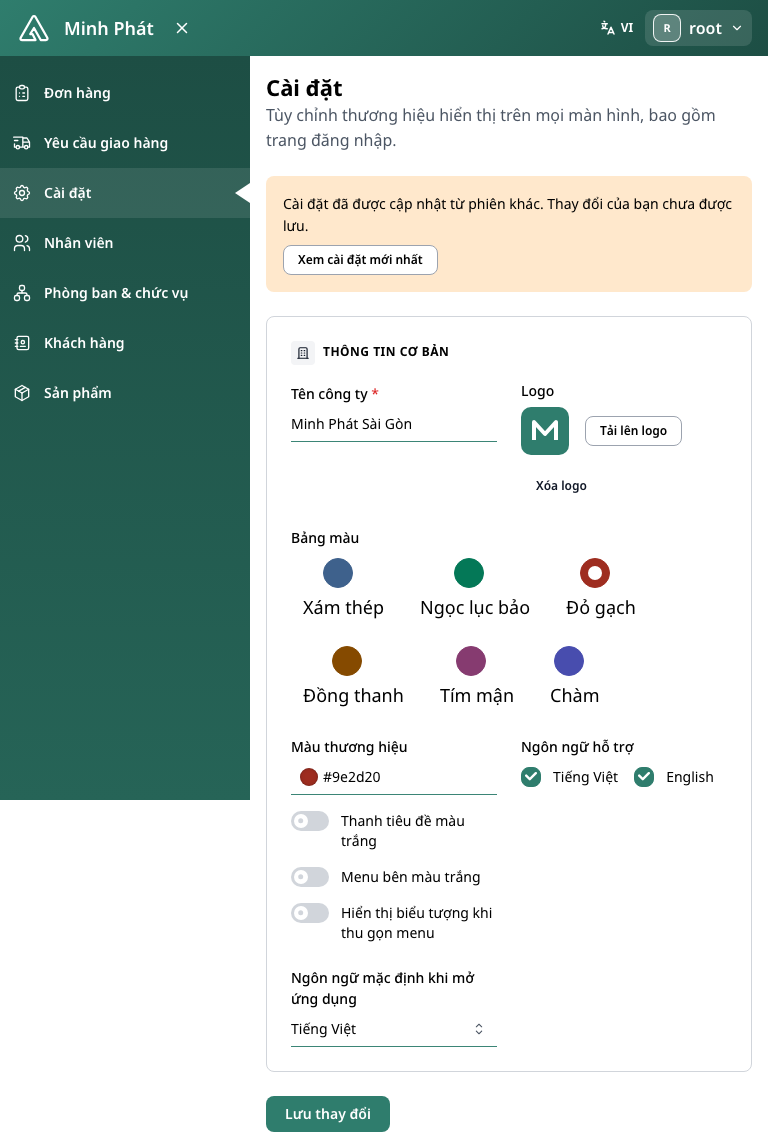 Minh Phát
VI
R
root
Đơn hàng
Yêu cầu giao hàng
Cài đặt
Nhân viên
Phòng ban & chức vụ
Khách hàng
Sản phẩm
Cài đặt
Tùy chỉnh thương hiệu hiển thị trên mọi màn hình, bao gồm
trang đăng nhập.
Cài đặt đã được cập nhật từ phiên khác. Thay đổi của bạn chưa được
lưu.
Xem cài đặt mới nhất
THÔNG TIN CƠ BẢN
Tên công ty *
Minh Phát Sài Gòn
Logo
Tải lên logo
Xóa logo
Bảng màu
Xám thép
Ngọc lục bảo
Đỏ gạch
Đồng thanh
Tím mận
Chàm
Màu thương hiệu
#9e2d20
Ngôn ngữ hỗ trợ
Tiếng Việt
English
Thanh tiêu đề màu
trắng
Menu bên màu trắng
Hiển thị biểu tượng khi
thu gọn menu
Ngôn ngữ mặc định khi mở
ứng dụng
Tiếng Việt
Lưu thay đổi